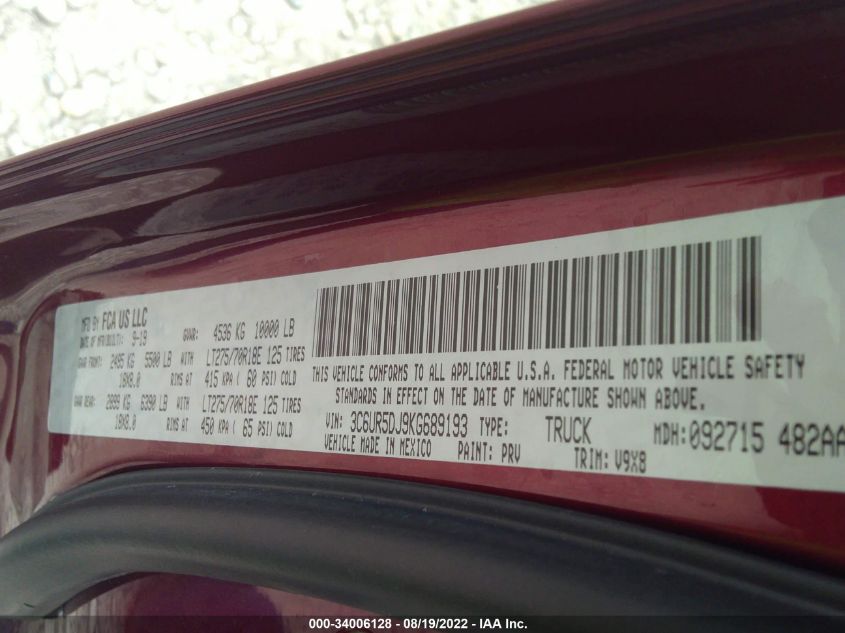 MFD BY FCA US LLC
DATE OF MFR(BUILT): 9-19 GVWR: 4536 KG 10000 LB
GAWR FRONT: 2495 KG 5500 LB WITH LT275/70R18E 125 TIRES
18X8.0 RIMS AT 415 KPA ( 60 PSI) COLD
GAWR REAR: 2899 KG 6390 LB WITH LT275/70R18E 125 TIRES
18X8.0 RIMS AT 450 KPA ( 65 PSI) COLD
THIS VEHICLE CONFORMS TO ALL APPLICABLE U.S.A. FEDERAL MOTOR VEHICLE SAFETY
STANDARDS IN EFFECT ON THE DATE OF MANUFACTURE SHOWN ABOVE.
VIN: 3C6UR5DJ9KG689193 TYPE: TRUCK MDH:092715 482AA
VEHICLE MADE IN MEXICO PAINT: PRV TRIM: V9X8
000-34006128 - 08/19/2022 - IAA Inc.